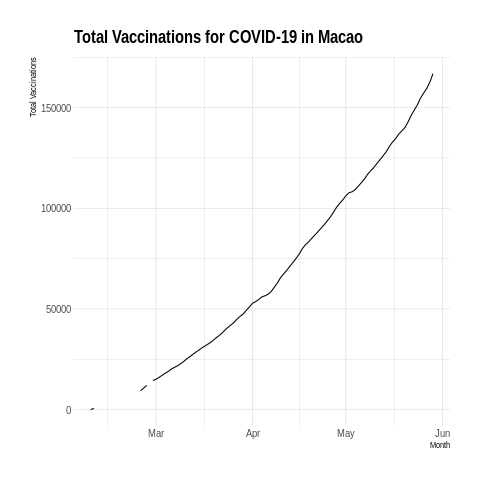 Total Vaccinations for COVID-19 in Macao
Total Vaccinations
150000
100000
50000
0
Mar Apr May Jun
Month